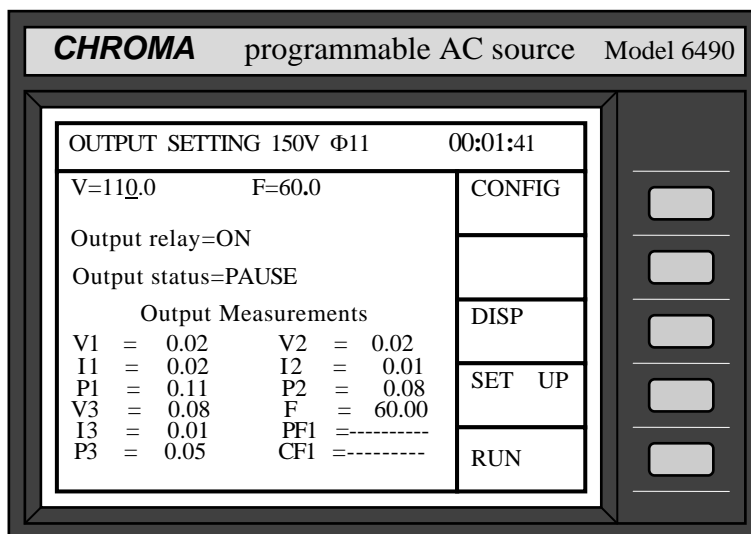 CHROMA programmable AC source Model 6490
OUTPUT SETTING 150V Φ11 00:01:41
V=110.0 F=60.0
CONFIG
Output relay=ON
Output status=PAUSE
Output Measurements
DISP
V1 = 0.02 V2 = 0.02
I1 = 0.02 I2 = 0.01
P1 = 0.11 P2 = 0.08
SET UP
V3 = 0.08 F = 60.00
I3 = 0.01 PF1 =----------
P3 = 0.05 CF1 =---------
RUN